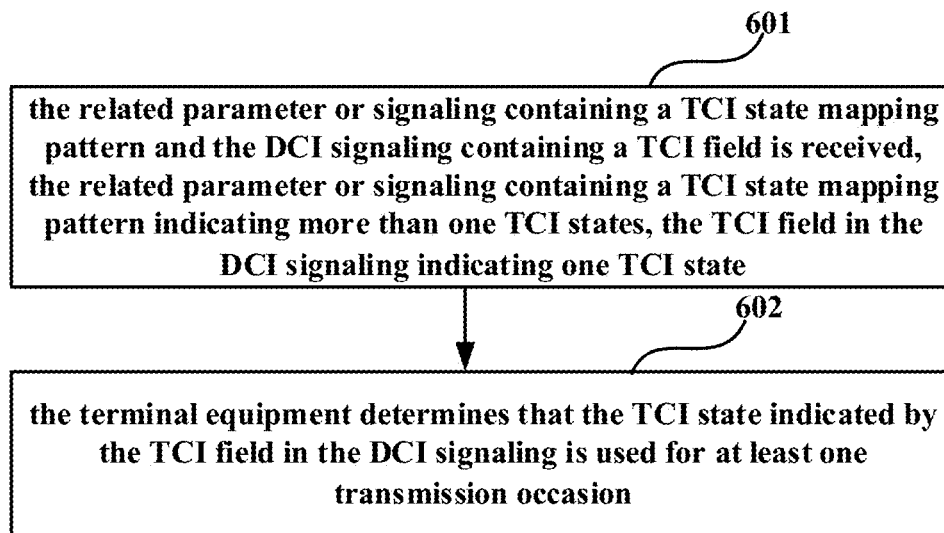 601
the related parameter or signaling containing a TCI state mapping
pattern and the DCI signaling containing a TCI field is received,
the related parameter or signaling containing a TCI state mapping
pattern indicating more than one TCI states, the TCI field in the
DCI signaling indicating one TCI state
602
the terminal equipment determines that the TCI state indicated by
the TCI field in the DCI signaling is used for at least one
transmission occasion